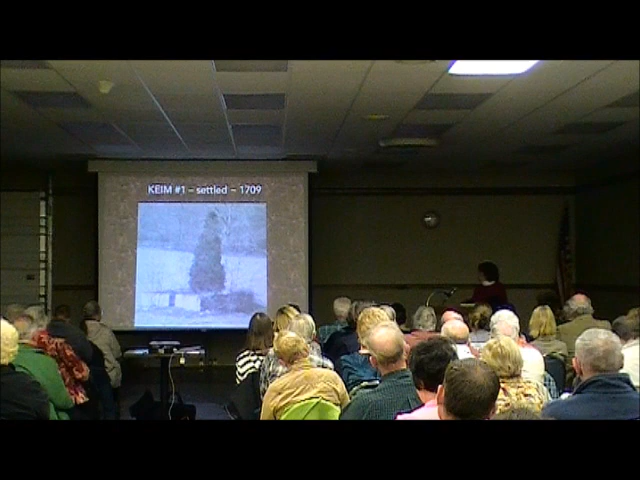 KEIM #1 – settled – 1709